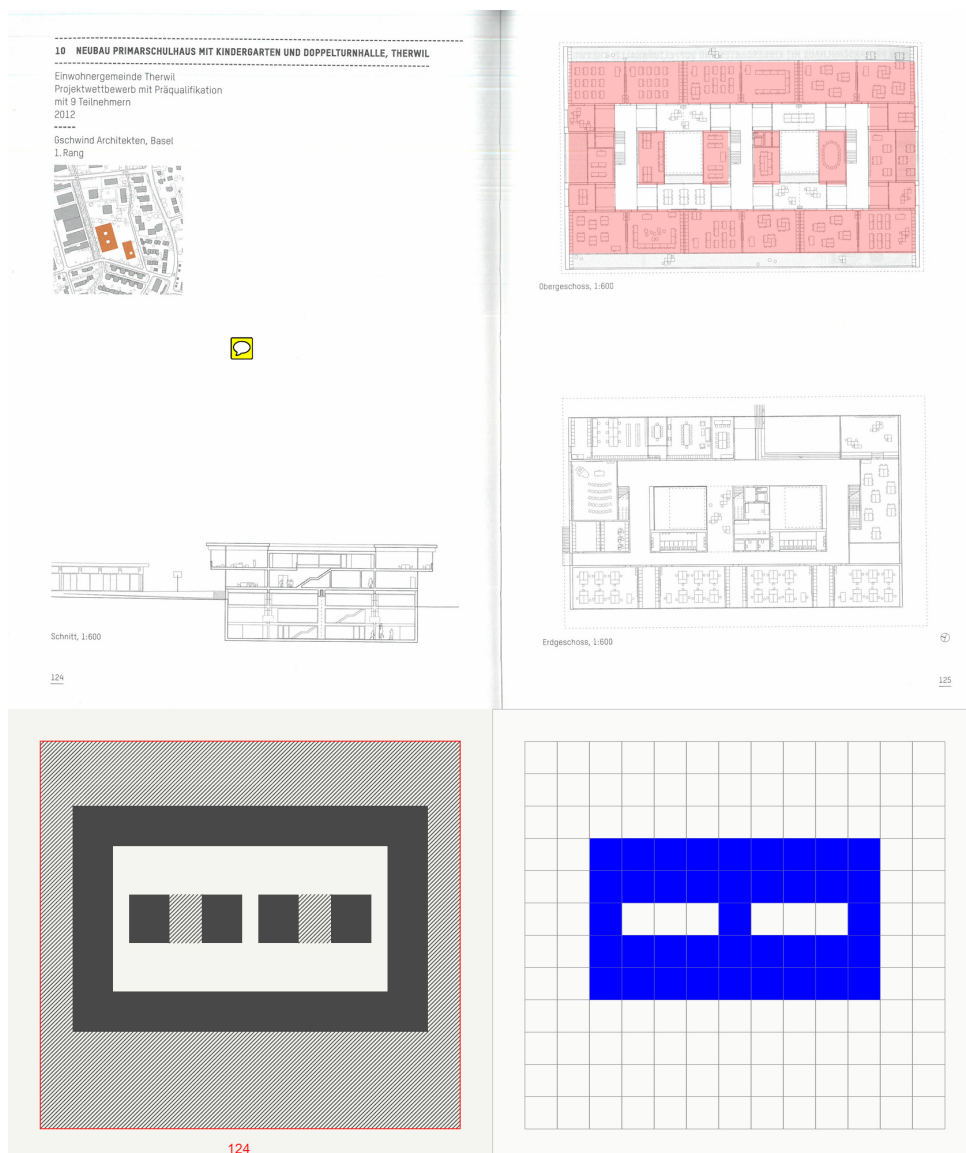 10 NEUBAU PRIMARSCHULHAUS MIT KINDERGARTEN UND DOPPELTURNHALLE, THERWIL
Einwohnergemeinde Therwil
Projektwettbewerb mit Präqualifikation
mit 9 Teilnehmern
2012
Gschwind Architekten, Basel
1. Rang
Schnitt, 1:600
124
Obergeschoss, 1:600
Erdgeschoss, 1:600
125
124